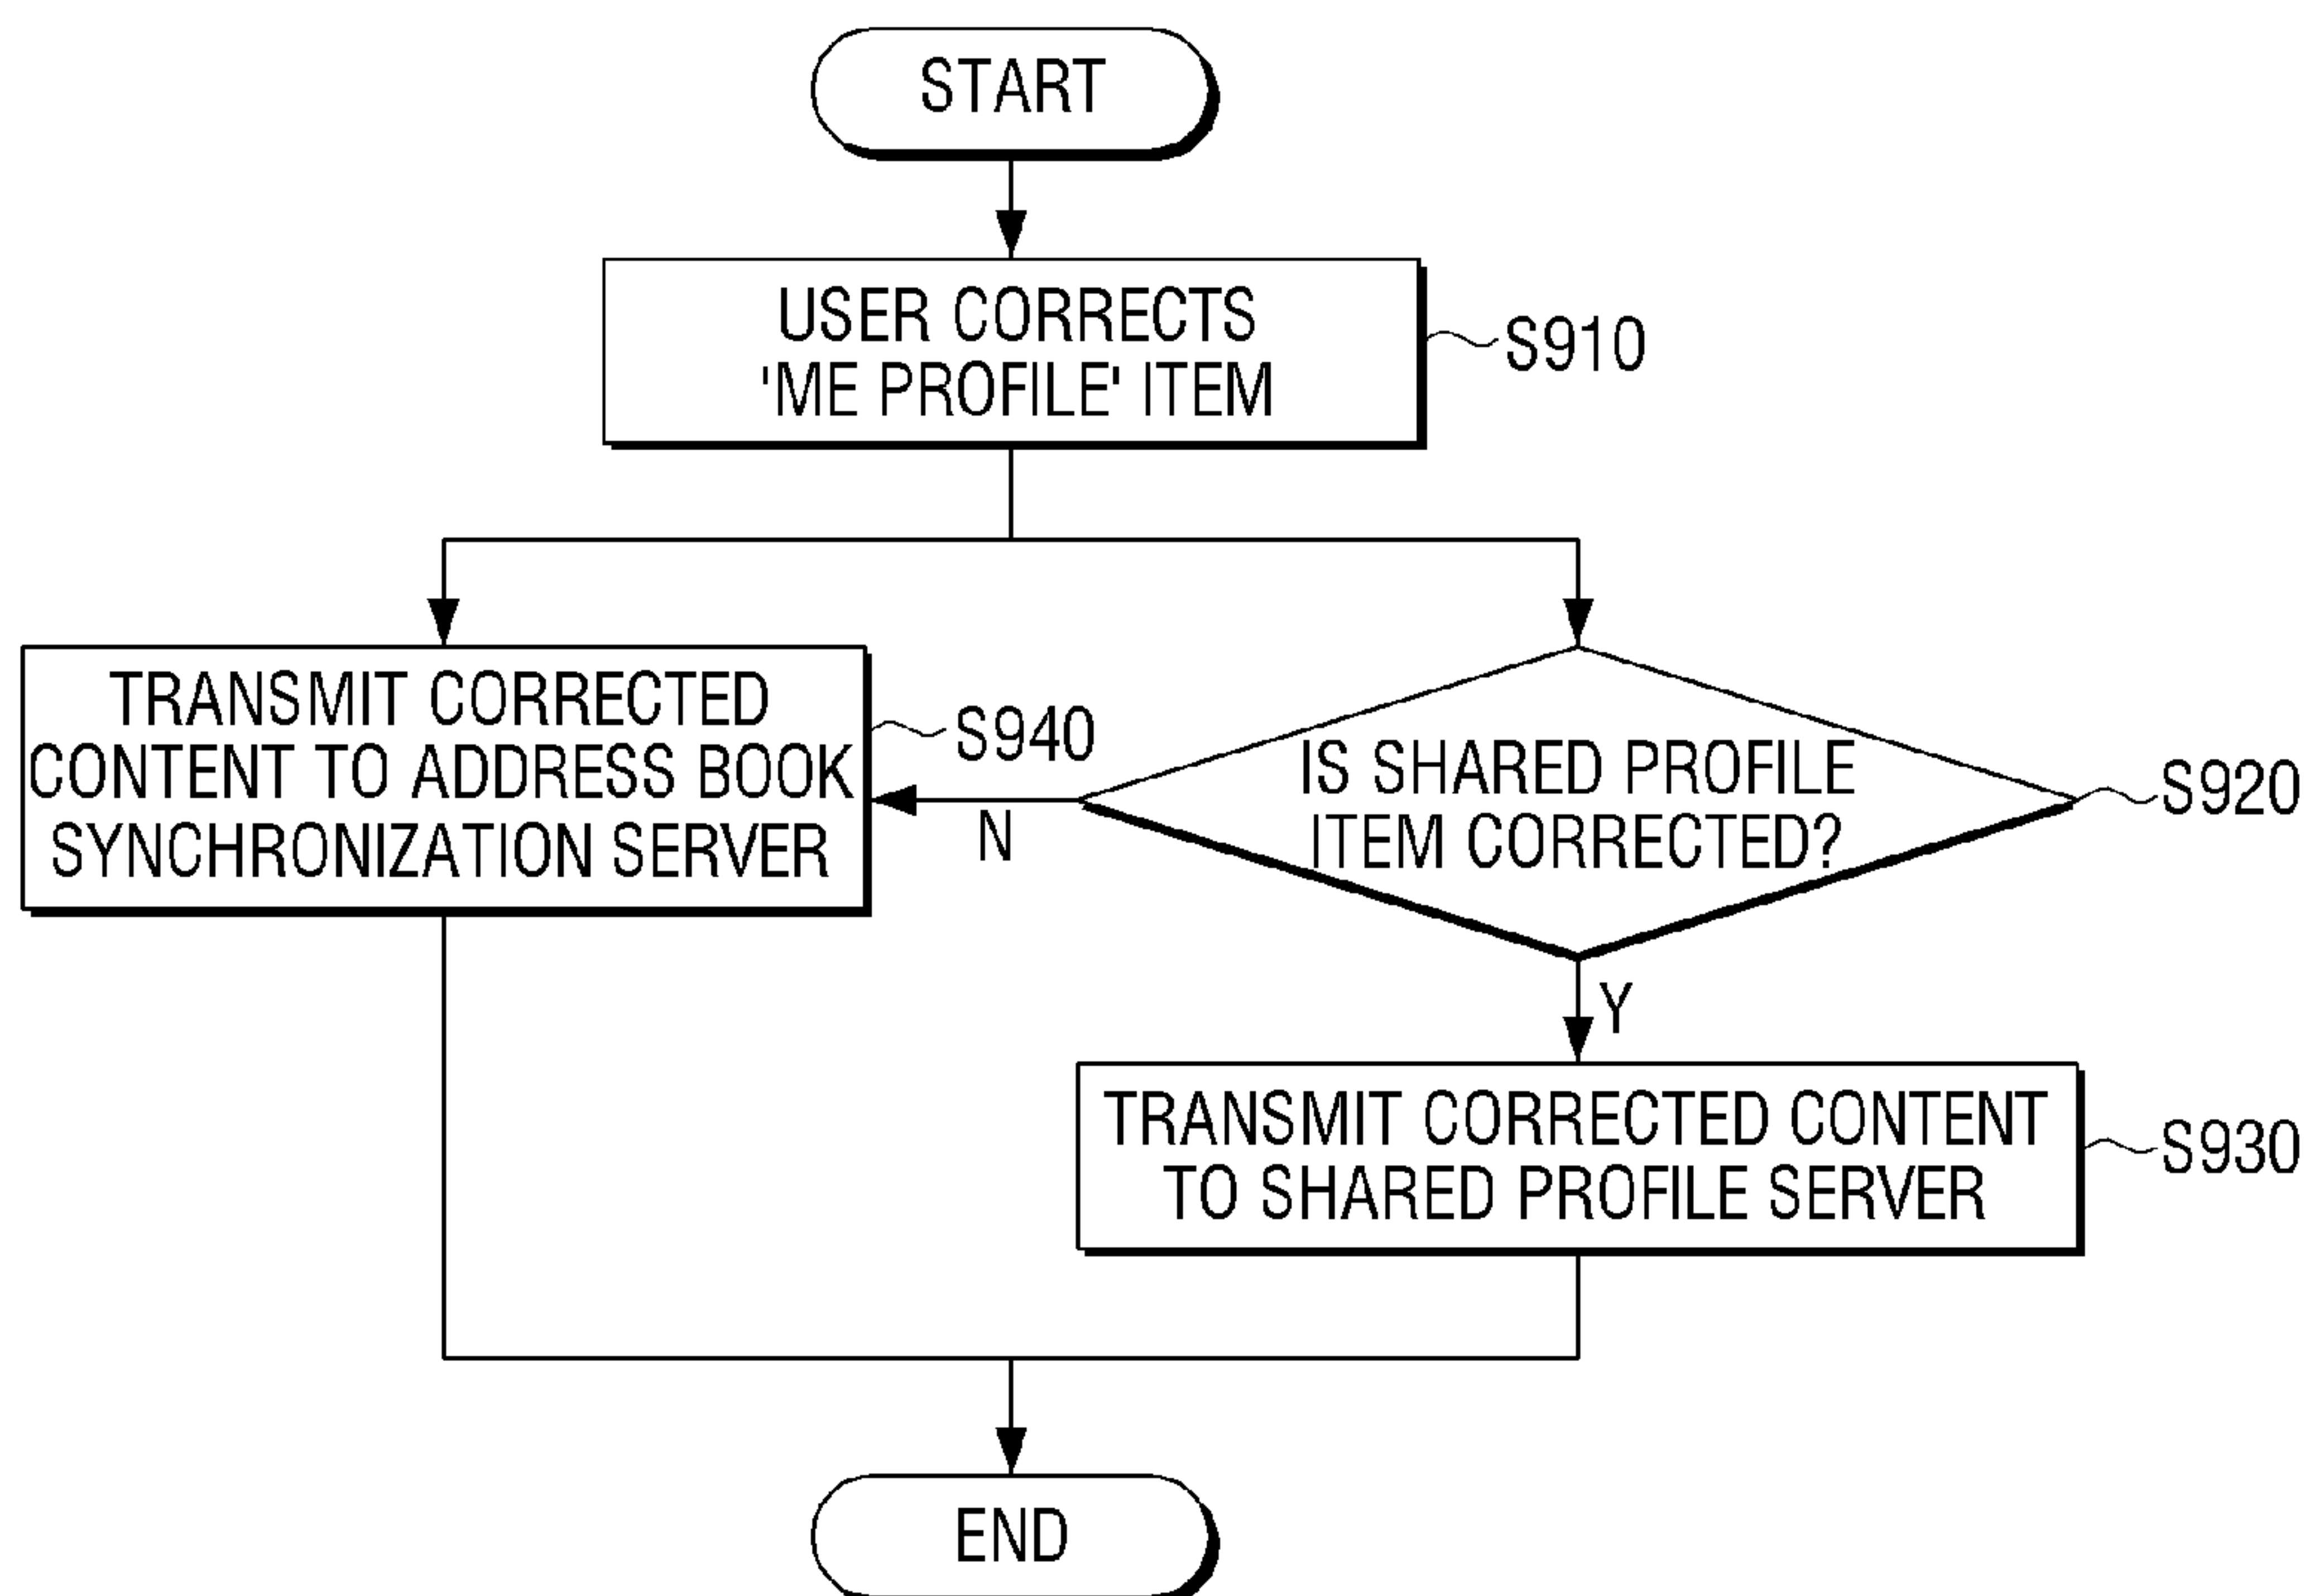 START
USER CORRECTS
'ME PROFILE' ITEM
S910
TRANSMIT CORRECTED
CONTENT TO ADDRESS BOOK
SYNCHRONIZATION SERVER
S940
N
IS SHARED PROFILE
ITEM CORRECTED?
S920
Y
TRANSMIT CORRECTED CONTENT
TO SHARED PROFILE SERVER
S930
END